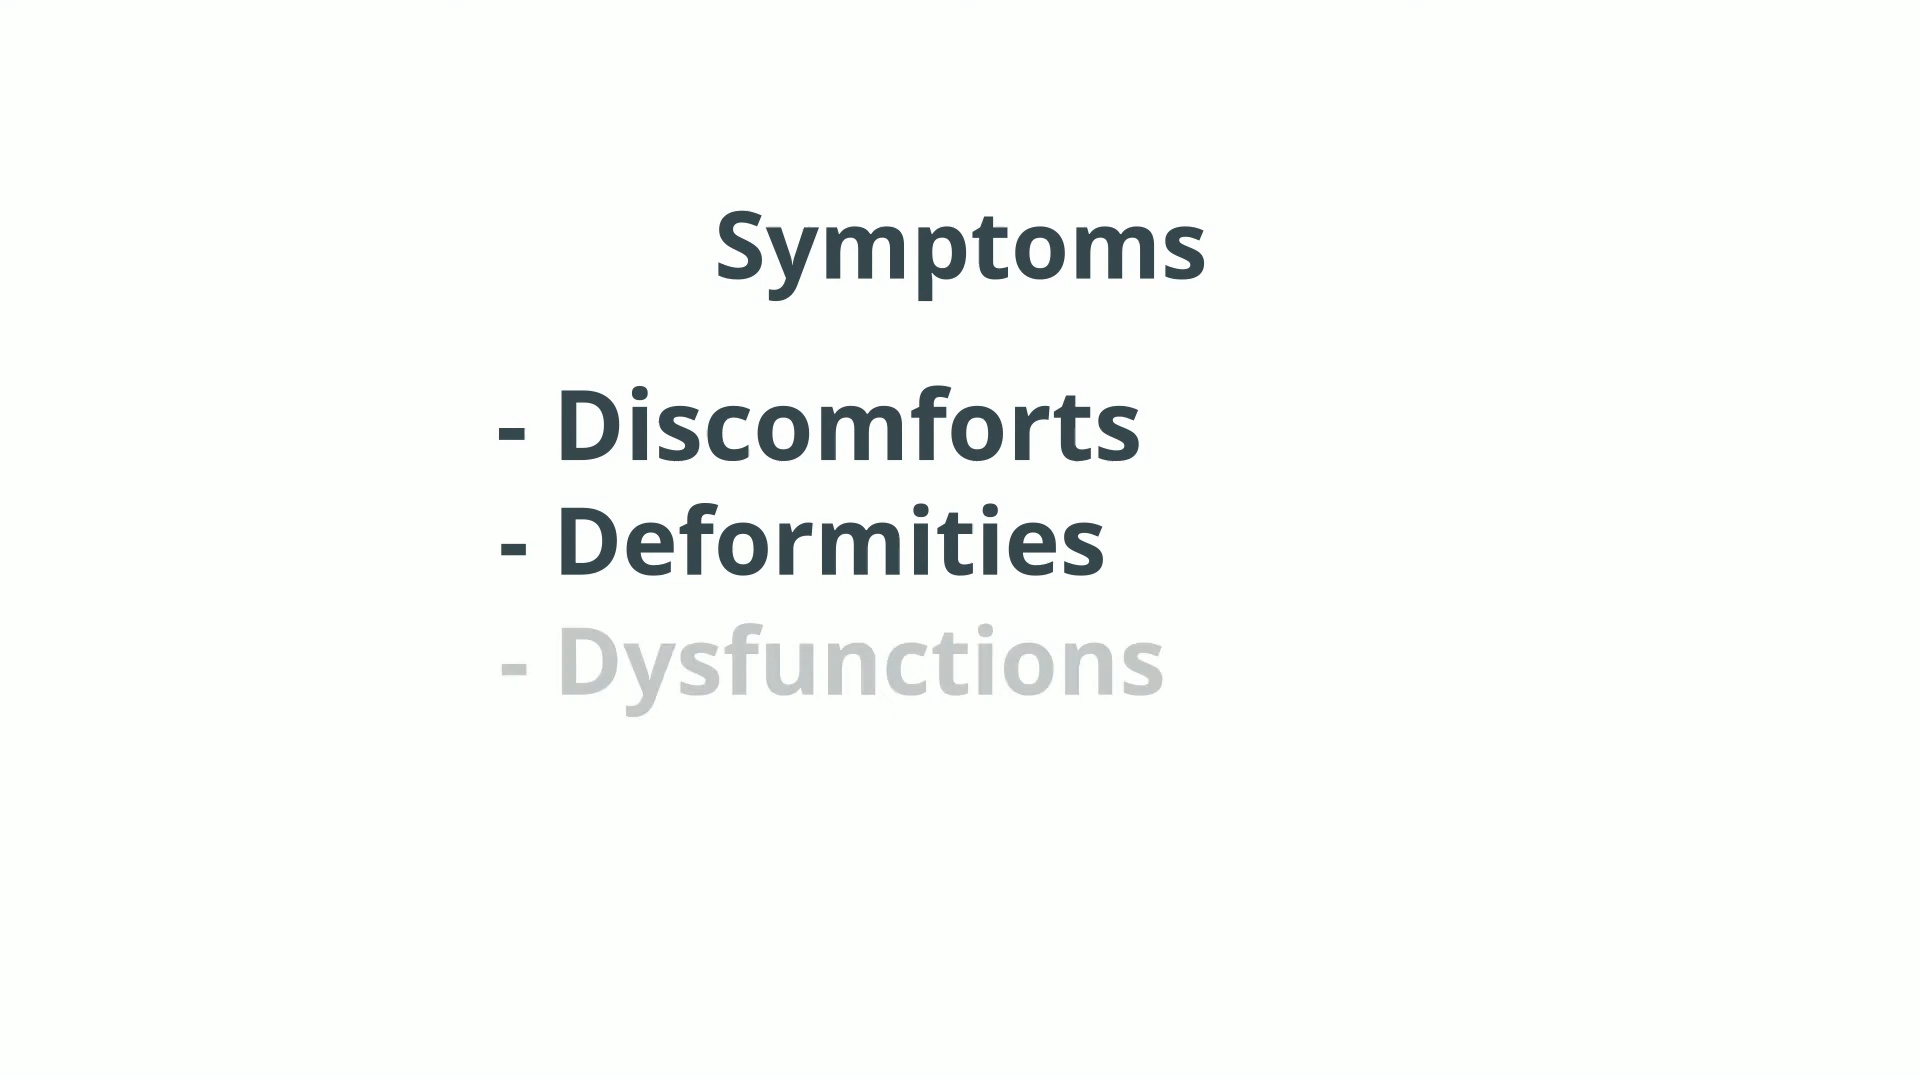 Symptoms
- Discomforts
- Deformities
- Dysfunctions